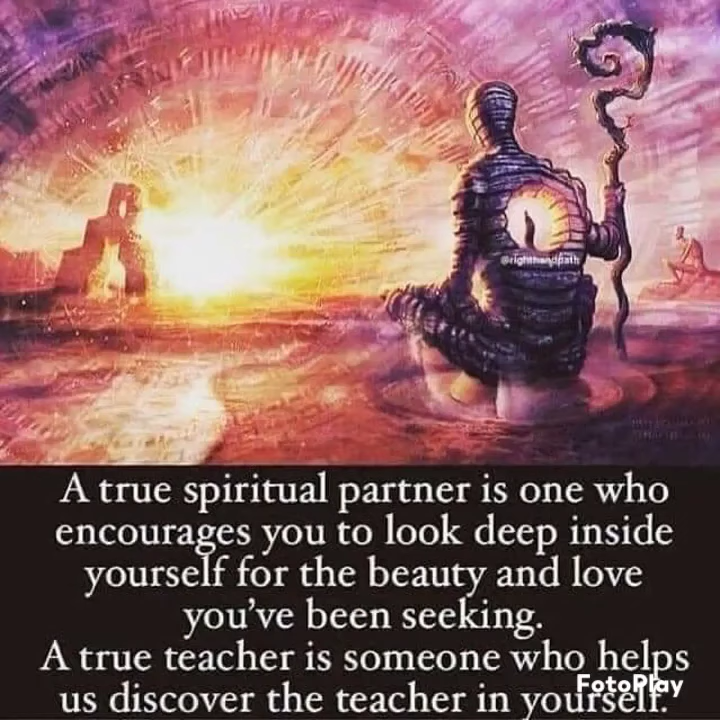 @righthandpath
A true spiritual partner is one who
encourages you to look deep inside
yourself for the beauty and love
you've been seeking.
A true teacher is someone who helps
us discover the teacher in yourself.
FotoPlay